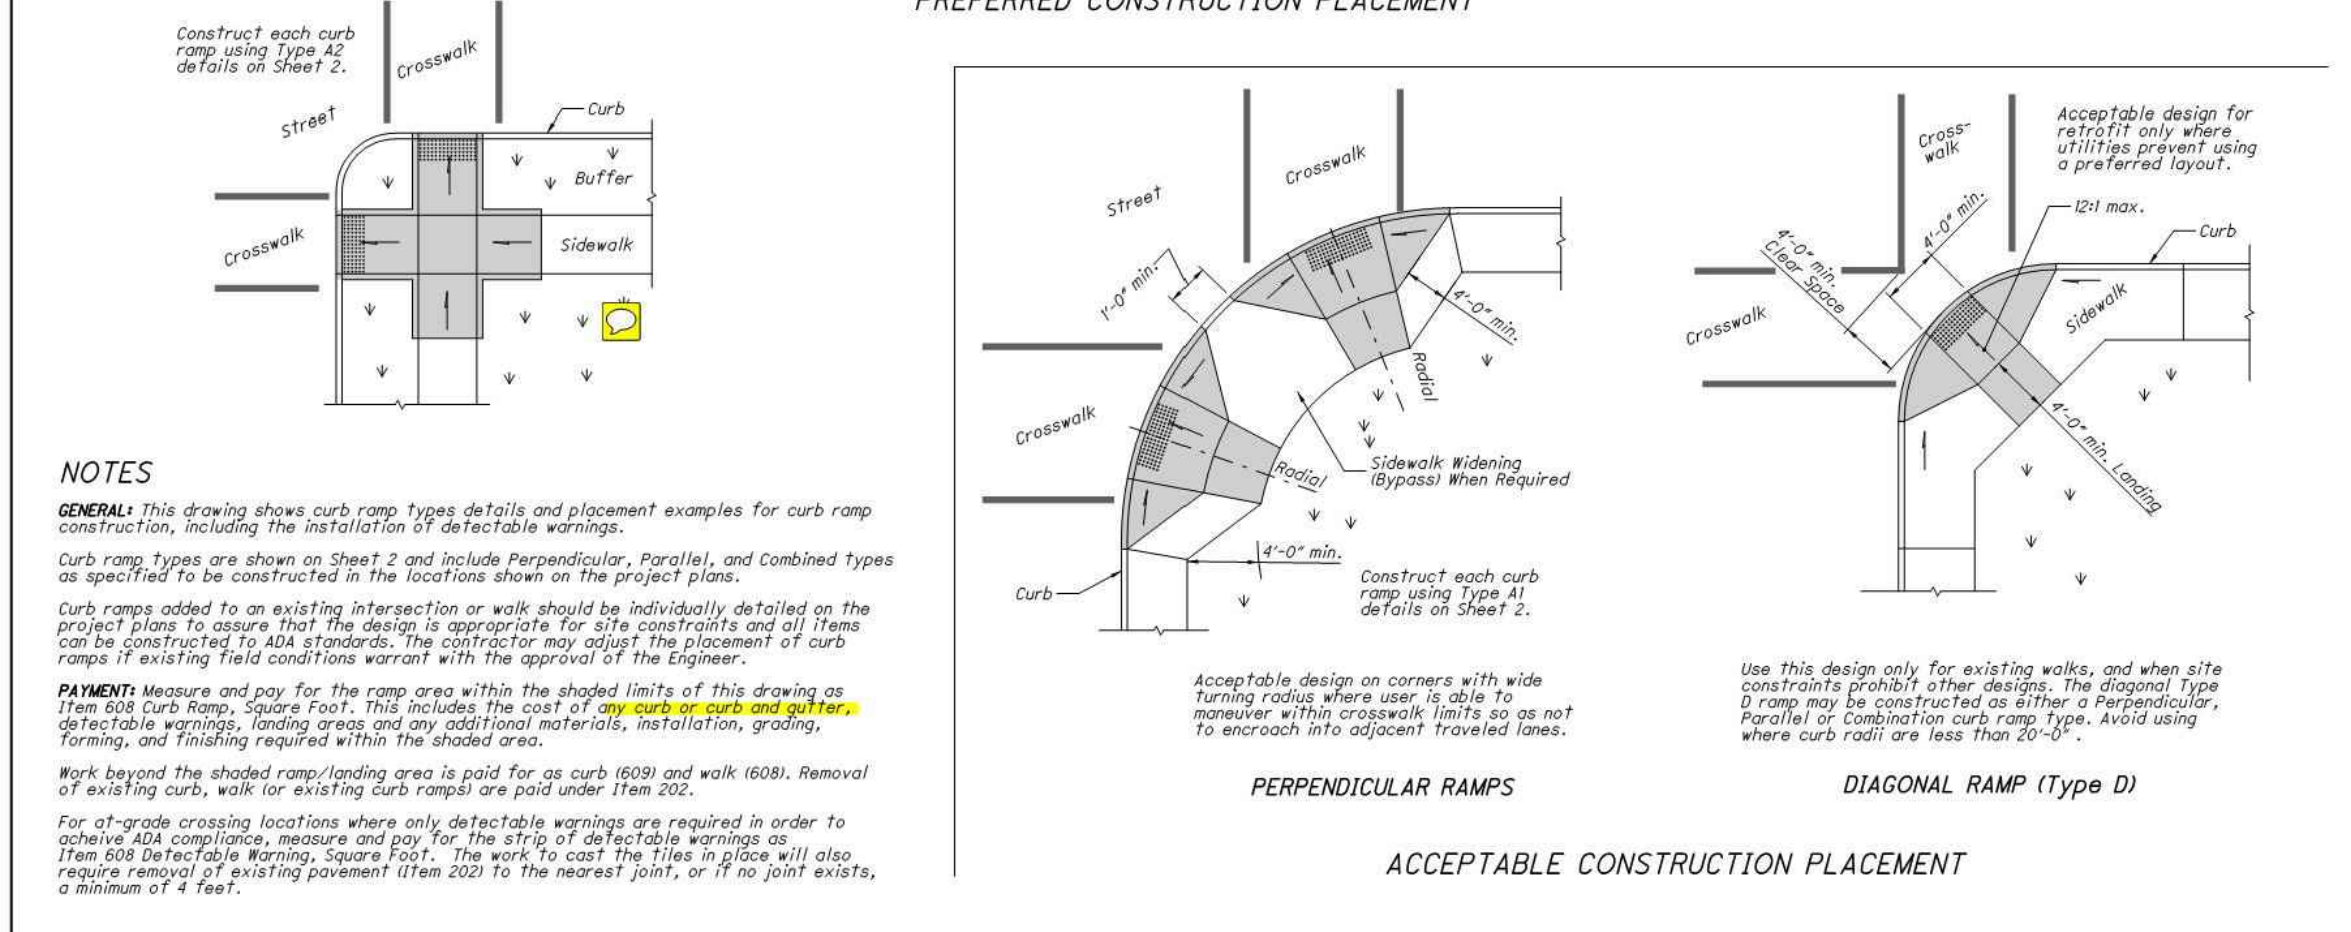 PREFERRED CONSTRUCTION PLACEMENT
Construct each curb
ramp using Type A2
details on Sheet 2.
Crosswalk
Street
Curb
Buffer
Crosswalk
Sidewalk
NOTES
GENERAL: This drawing shows curb ramp types details and placement examples for curb ramp
construction, including the installation of detectable warnings.
Curb ramp types are shown on Sheet 2 and include Perpendicular, Parallel, and Combined types
as specified to be constructed in the locations shown on the project plans.
Curb ramps added to an existing intersection or walk should be individually detailed on the
project plans to assure that the design is appropriate for site constraints and all items
can be constructed to ADA standards. The contractor may adjust the placement of curb
ramps if existing field conditions warrant with the approval of the Engineer.
PAYMENT: Measure and pay for the ramp area within the shaded limits of this drawing as
Item 608 Curb Ramp, Square Foot. This includes the cost of any curb or curb and gutter,
detectable warnings, landing areas and any additional materials, installation, grading,
forming, and finishing required within the shaded area.
Work beyond the shaded ramp/landing area is paid for as curb (609) and walk (608). Removal
of existing curb, walk (or existing curb ramps) are paid under Item 202.
For at-grade crossing locations where only detectable warnings are required in order to
acheive ADA compliance, measure and pay for the strip of detectable warnings as
Item 608 Detectable Warning, Square Foot. The work to cast the tiles in place will also
require removal of existing pavement (Item 202) to the nearest joint, or if no joint exists,
a minimum of 4 feet.
Street
Crosswalk
1'-0" min.
4'-0" min.
Radial
Crosswalk
Radial
Sidewalk Widening
(Bypass) When Required
4'-0" min.
Curb
Construct each curb
ramp using Type A1
details on Sheet 2.
Acceptable design on corners with wide
turning radius where user is able to
maneuver within crosswalk limits so as not
to encroach into adjacent traveled lanes.
PERPENDICULAR RAMPS
Cross-
walk
Acceptable design for
retrofit only where
utilities prevent using
a preferred layout.
12:1 max.
4'-0" min.
4'-0" min.
Clear Space
Curb
Sidewalk
Crosswalk
4'-0" min. Landing
Use this design only for existing walks, and when site
constraints prohibit other designs. The diagonal Type
D ramp may be constructed as either a Perpendicular,
Parallel or Combination curb ramp type. Avoid using
where curb radii are less than 20'-0" .
DIAGONAL RAMP (Type D)
ACCEPTABLE CONSTRUCTION PLACEMENT